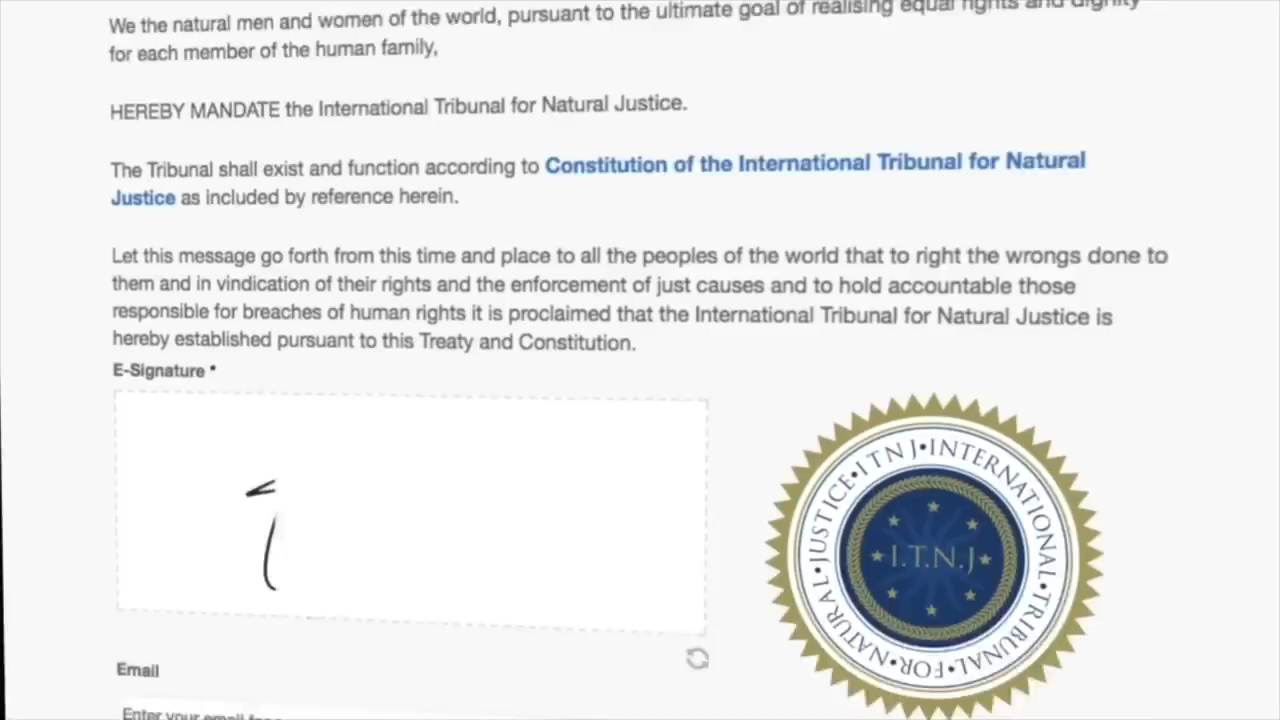 We the natural men and women of the world, pursuant to the ultimate goal of realising equal rights and dignity
for each member of the human family,
HEREBY MANDATE the International Tribunal for Natural Justice.
The Tribunal shall exist and function according to Constitution of the International Tribunal for Natural
Justice as included by reference herein.
Let this message go forth from this time and place to all the peoples of the world that to right the wrongs done to
them and in vindication of their rights and the enforcement of just causes and to hold accountable those
responsible for breaches of human rights it is proclaimed that the International Tribunal for Natural Justice is
hereby established pursuant to this Treaty and Constitution.
E-Signature *
ITNJ•INTERNATIONAL•TRIBUNAL•FOR•NATURAL•JUSTICE•
I.T.N.J
Email
Enter your email